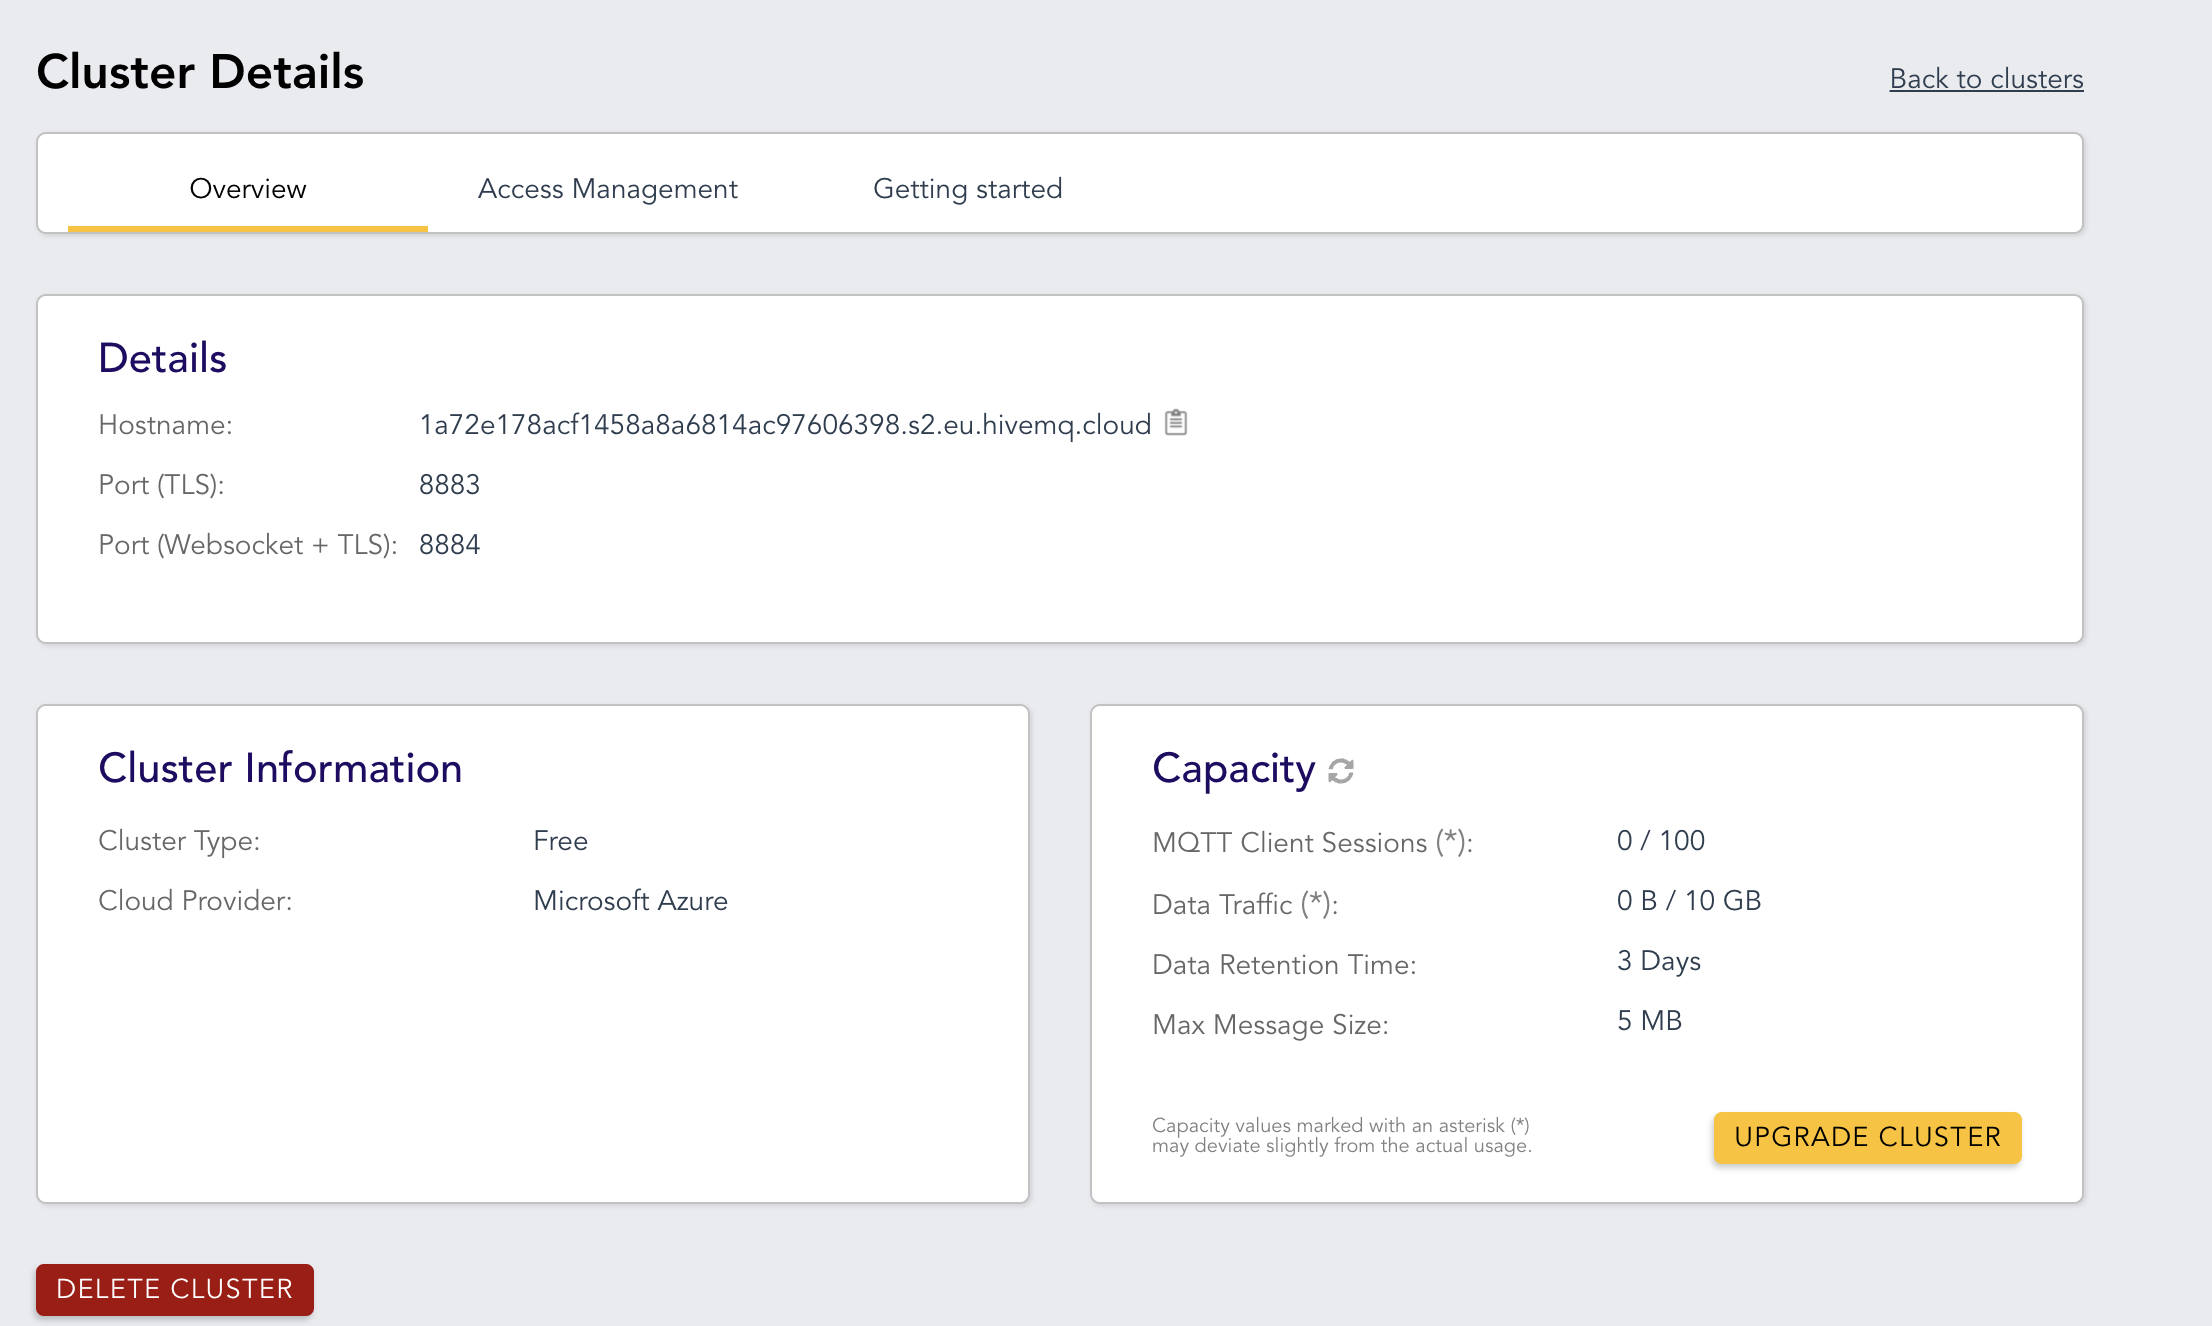 Cluster Details
Back to clusters
Overview
Access Management
Getting started
Details
Hostname: 1a72e178acf1458a8a6814ac97606398.s2.eu.hivemq.cloud
Port (TLS): 8883
Port (Websocket + TLS): 8884
Cluster Information
Cluster Type: Free
Cloud Provider: Microsoft Azure
Capacity
MQTT Client Sessions (*): 0 / 100
Data Traffic (*): 0 B / 10 GB
Data Retention Time: 3 Days
Max Message Size: 5 MB
Capacity values marked with an asterisk (*)
may deviate slightly from the actual usage.
UPGRADE CLUSTER
DELETE CLUSTER